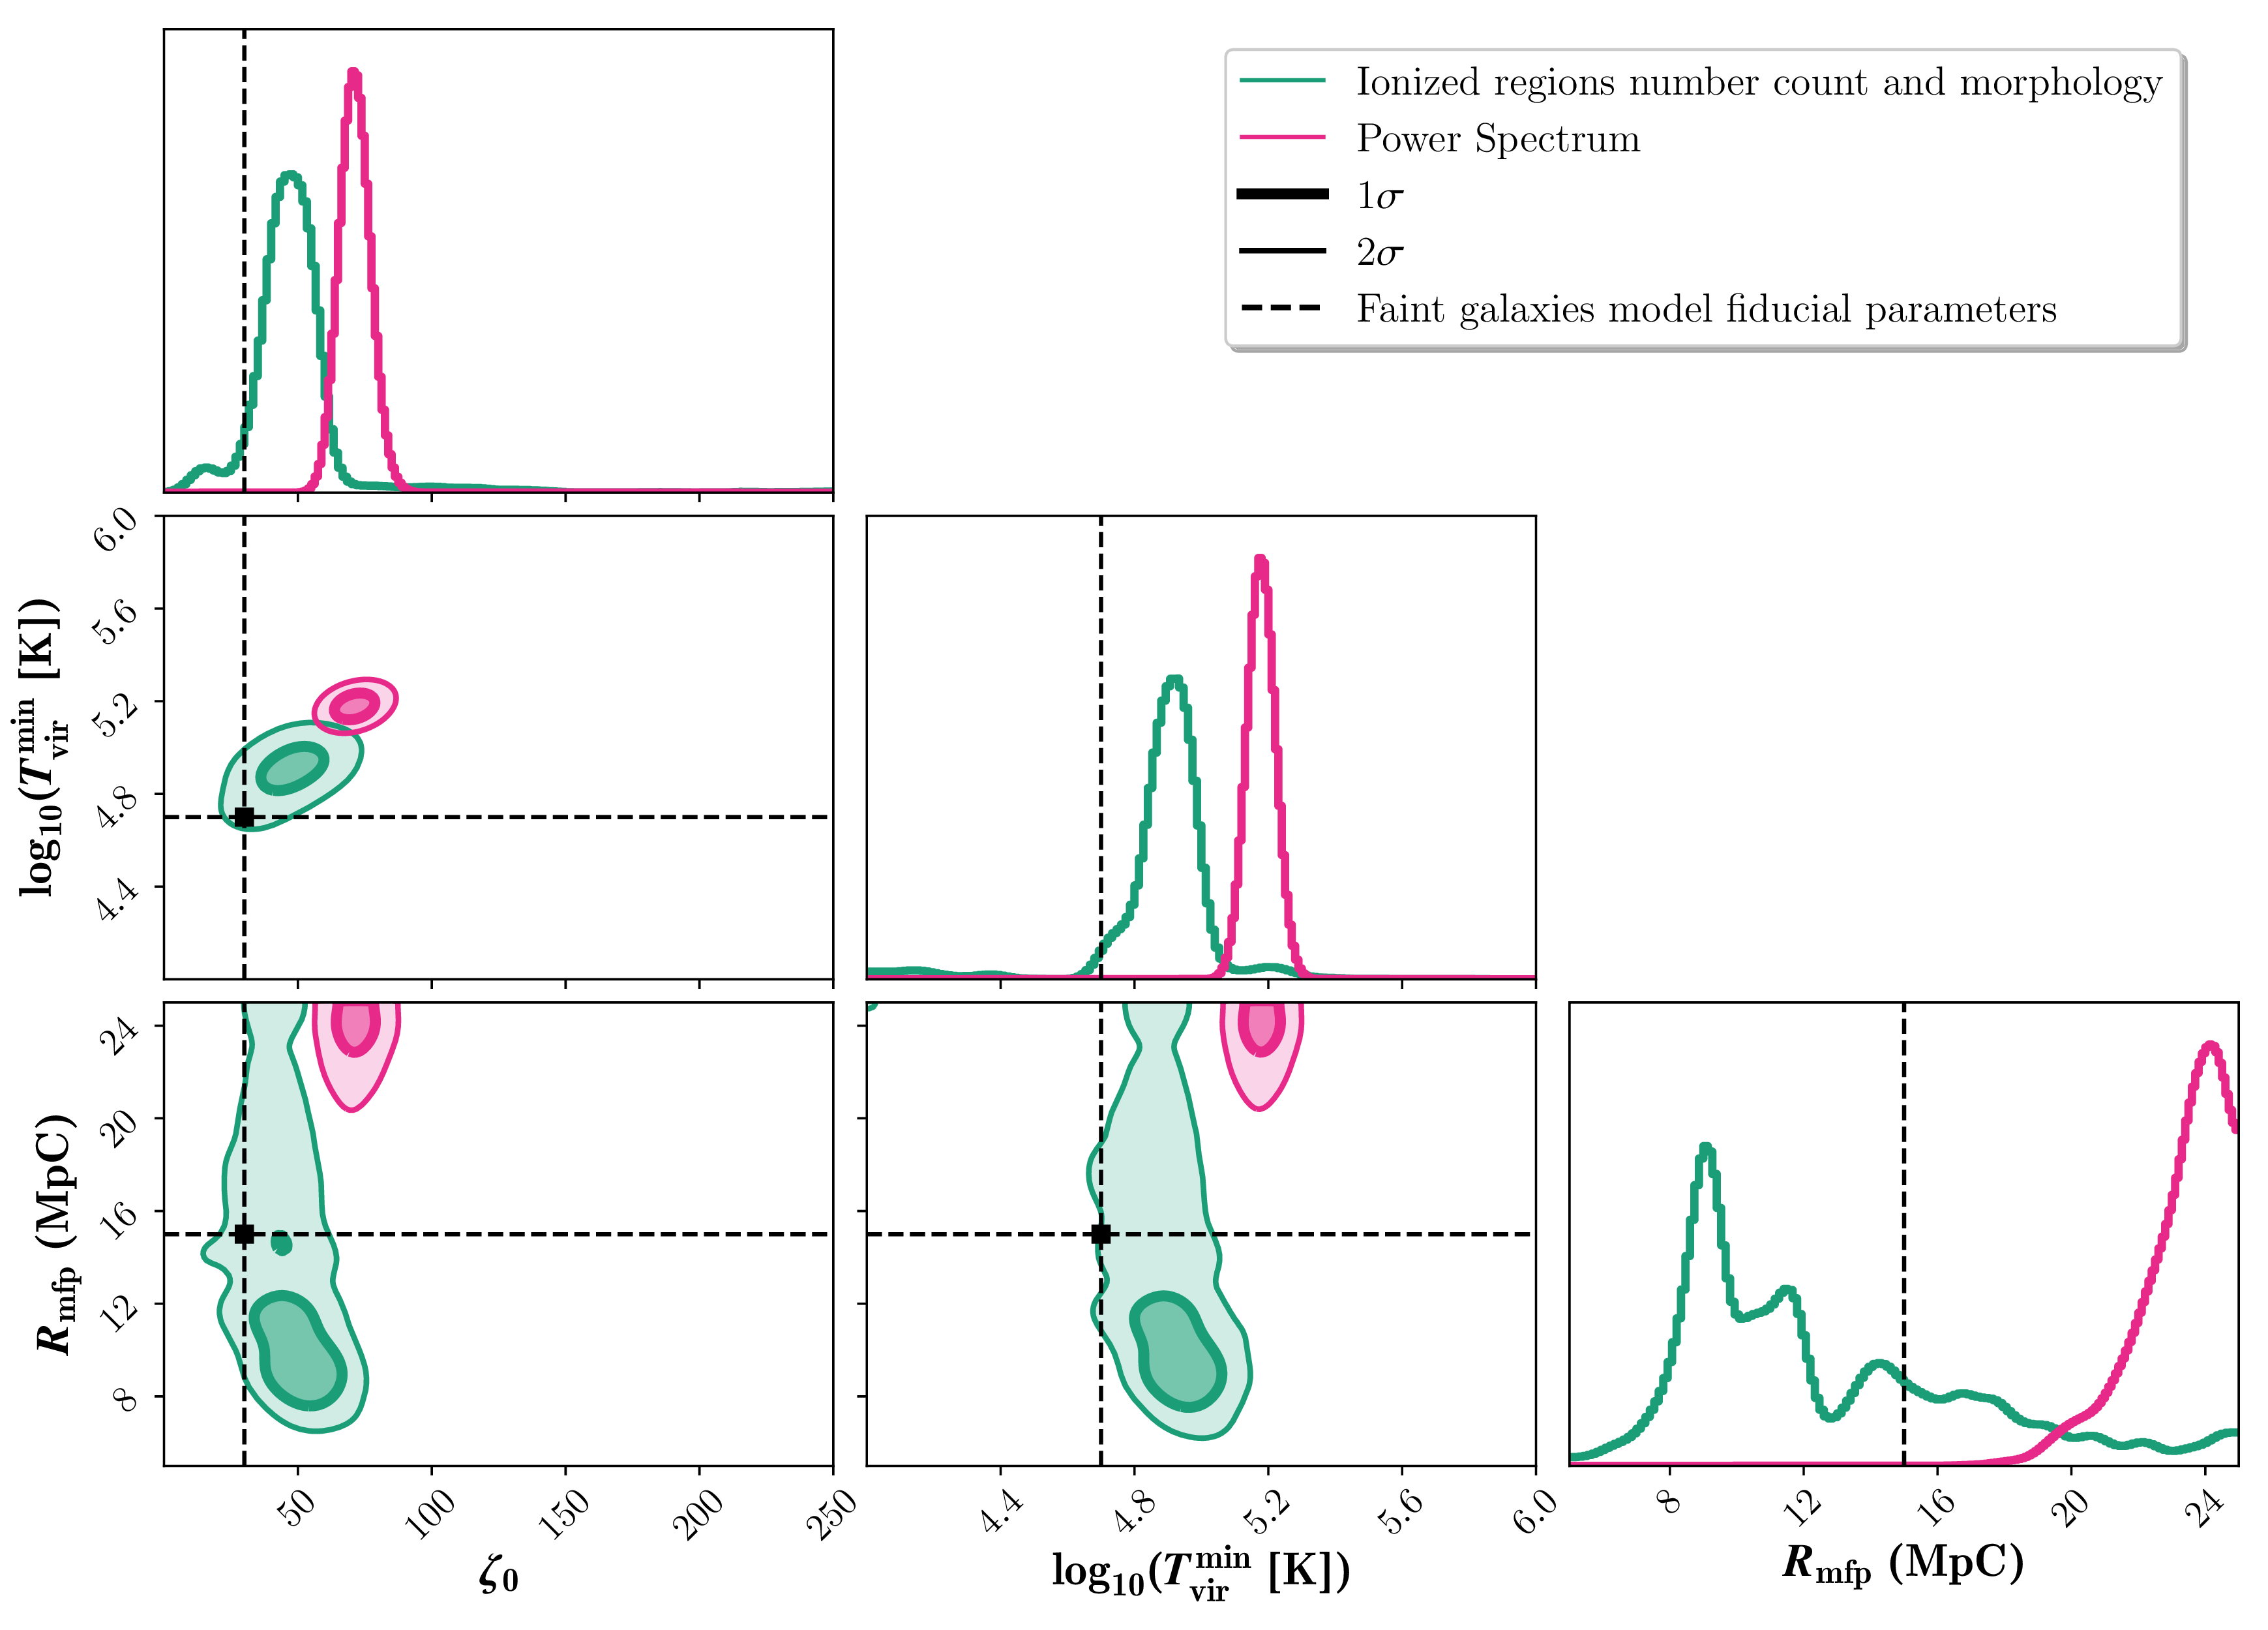 Ionized regions number count and morphology
Power Spectrum
1σ
2σ
Faint galaxies model fiducial parameters
log₁₀(T_vir^min [K])
6.0
5.6
5.2
4.8
4.4
R_mfp (MpC)
24
20
16
12
8
50
100
150
200
250
4.4
4.8
5.2
5.6
6.0
8
12
16
20
24
ζ₀
log₁₀(T_vir^min [K])
R_mfp (MpC)